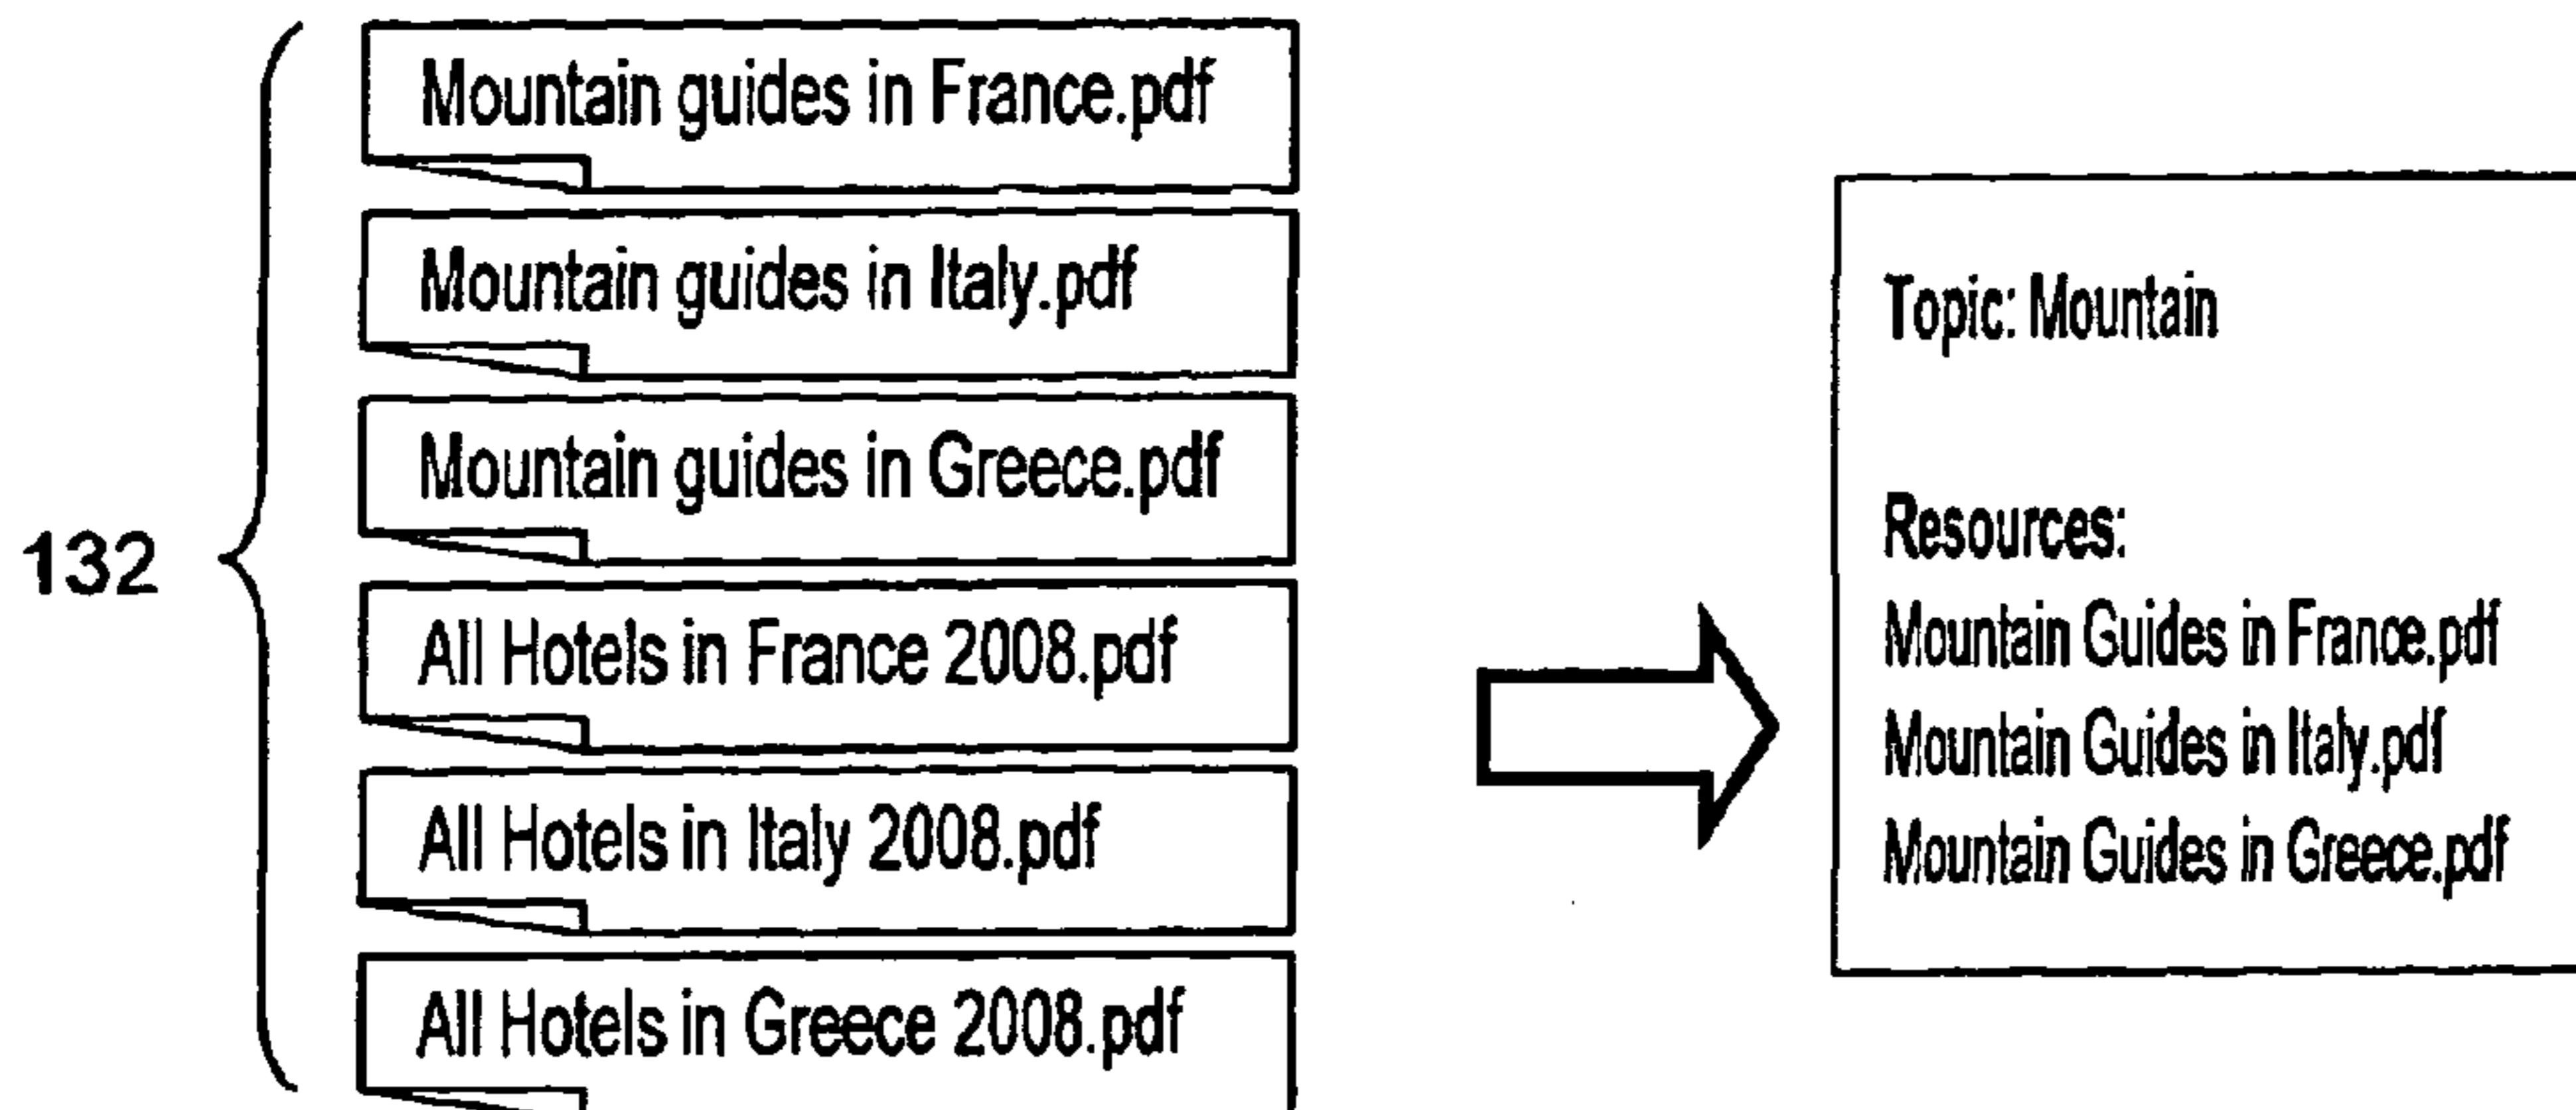 132
Mountain guides in France.pdf
Mountain guides in Italy.pdf
Mountain guides in Greece.pdf
All Hotels in France 2008.pdf
All Hotels in Italy 2008.pdf
All Hotels in Greece 2008.pdf
Topic: Mountain
Resources:
Mountain Guides in France.pdf
Mountain Guides in Italy.pdf
Mountain Guides in Greece.pdf